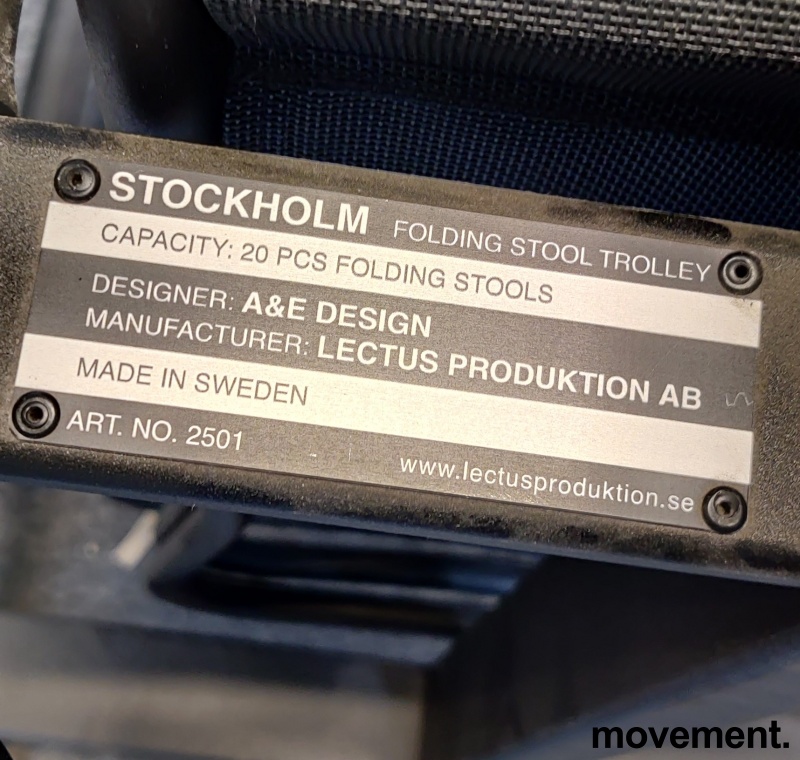 STOCKHOLM FOLDING STOOL TROLLEY
CAPACITY: 20 PCS FOLDING STOOLS
DESIGNER: A&E DESIGN
MANUFACTURER: LECTUS PRODUKTION AB
MADE IN SWEDEN
ART. NO. 2501
www.lectusproduktion.se
movement.